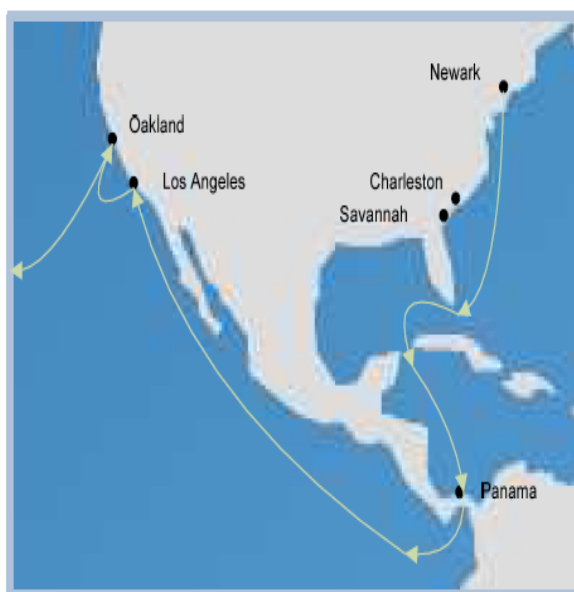 Newark
Oakland
Los Angeles
Charleston
Savannah
Panama